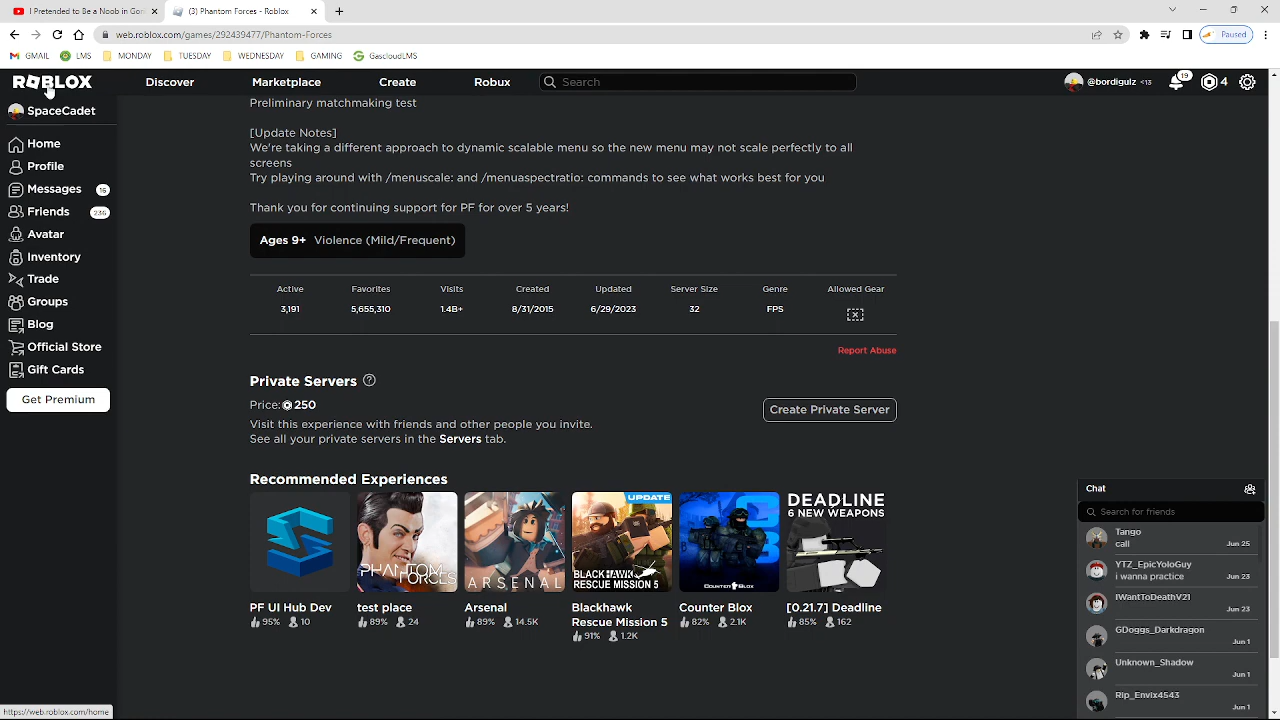 I Pretended to Be a Noob in Gor
(3) Phantom Forces - Roblox
web.roblox.com/games/292439477/Phantom-Forces
Paused
GMAIL
LMS
MONDAY
TUESDAY
WEDNESDAY
GAMING
GascloudLMS
ROBLOX
Discover
Marketplace
Create
Robux
Search
@bordigulz <13
19
4
SpaceCadet
Home
Profile
Messages 15
Friends 236
Avatar
Inventory
Trade
Groups
Blog
Official Store
Gift Cards
Get Premium
Preliminary matchmaking test
[Update Notes]
We're taking a different approach to dynamic scalable menu so the new menu may not scale perfectly to all
screens
Try playing around with /menuscale: and /menuaspectratio: commands to see what works best for you
Thank you for continuing support for PF for over 5 years!
Ages 9+ Violence (Mild/Frequent)
Active Favorites Visits Created Updated Server Size Genre Allowed Gear
3,191 5,655,310 1.4B+ 8/31/2015 6/29/2023 32 FPS
Report Abuse
Private Servers
Price: 250
Create Private Server
Visit this experience with friends and other people you invite.
See all your private servers in the Servers tab.
Recommended Experiences
PHANTOM FORCES
ARSENAL
UPDATE
BLACKHAWK
RESCUE MISSION 5
COUNTER BLOX
DEADLINE
6 NEW WEAPONS
PF UI Hub Dev
95% 10
test place
89% 24
Arsenal
89% 14.5K
Blackhawk
Rescue Mission 5
91% 1.2K
Counter Blox
82% 2.1K
[0.21.7] Deadline
85% 162
Chat
Search for friends
Tango
call Jun 25
YTZ_EpicYoloGuy
i wanna practice Jun 23
IWantToDeathV21
Jun 23
GDoggs_Darkdragon
Jun 1
Unknown_Shadow
Jun 1
Rip_Envix4543
Jun 1
https://web.roblox.com/home